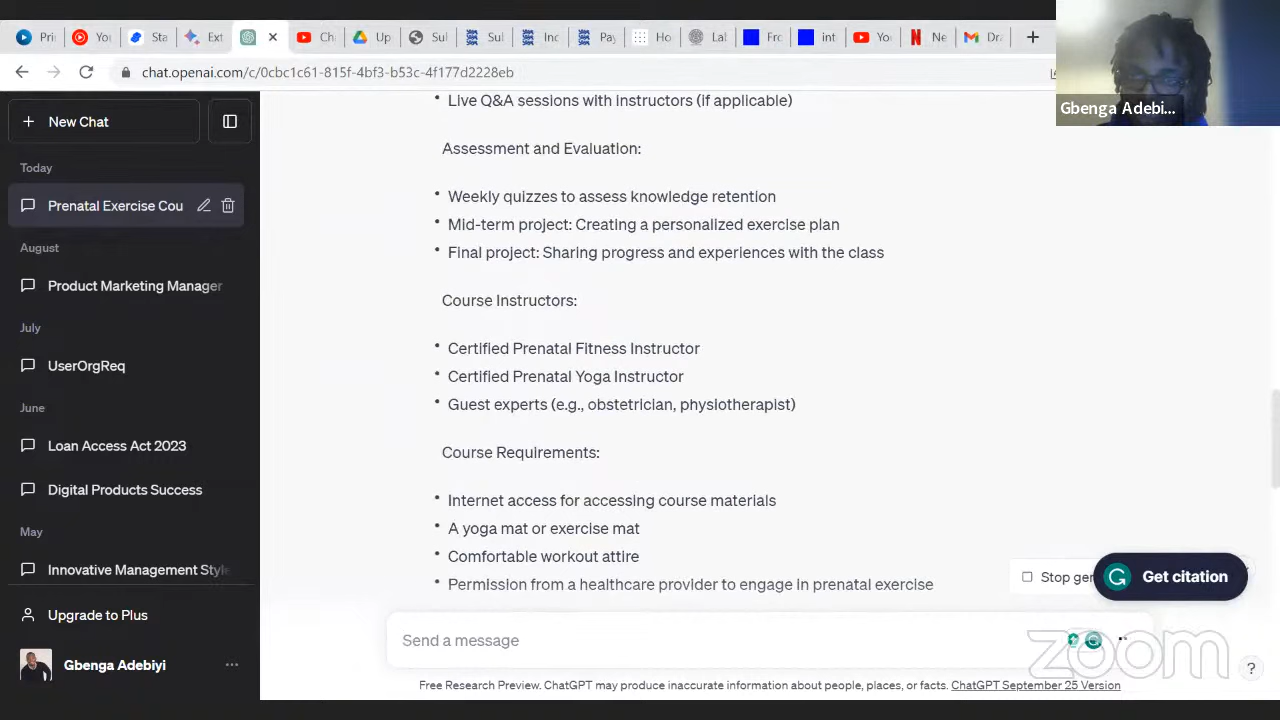 Pri
You
Sta
Ext
Ch
Up
Sul
Sul
Inc
Pay
Ho
Lal
Fro
int
You
Ne
Dra
chat.openai.com/c/0cbc1c61-815f-4bf3-b53c-4f177d2228eb
Gbenga Adebi...
New Chat
Today
Prenatal Exercise Cou
August
Product Marketing Manager
July
UserOrgReq
June
Loan Access Act 2023
Digital Products Success
May
Innovative Management Style
Upgrade to Plus
Gbenga Adebiyi
Live Q&A sessions with instructors (if applicable)
Assessment and Evaluation:
Weekly quizzes to assess knowledge retention
Mid-term project: Creating a personalized exercise plan
Final project: Sharing progress and experiences with the class
Course Instructors:
Certified Prenatal Fitness Instructor
Certified Prenatal Yoga Instructor
Guest experts (e.g., obstetrician, physiotherapist)
Course Requirements:
Internet access for accessing course materials
A yoga mat or exercise mat
Comfortable workout attire
Permission from a healthcare provider to engage in prenatal exercise
Stop gen
Get citation
Send a message
zoom
Free Research Preview. ChatGPT may produce inaccurate information about people, places, or facts. ChatGPT September 25 Version
?